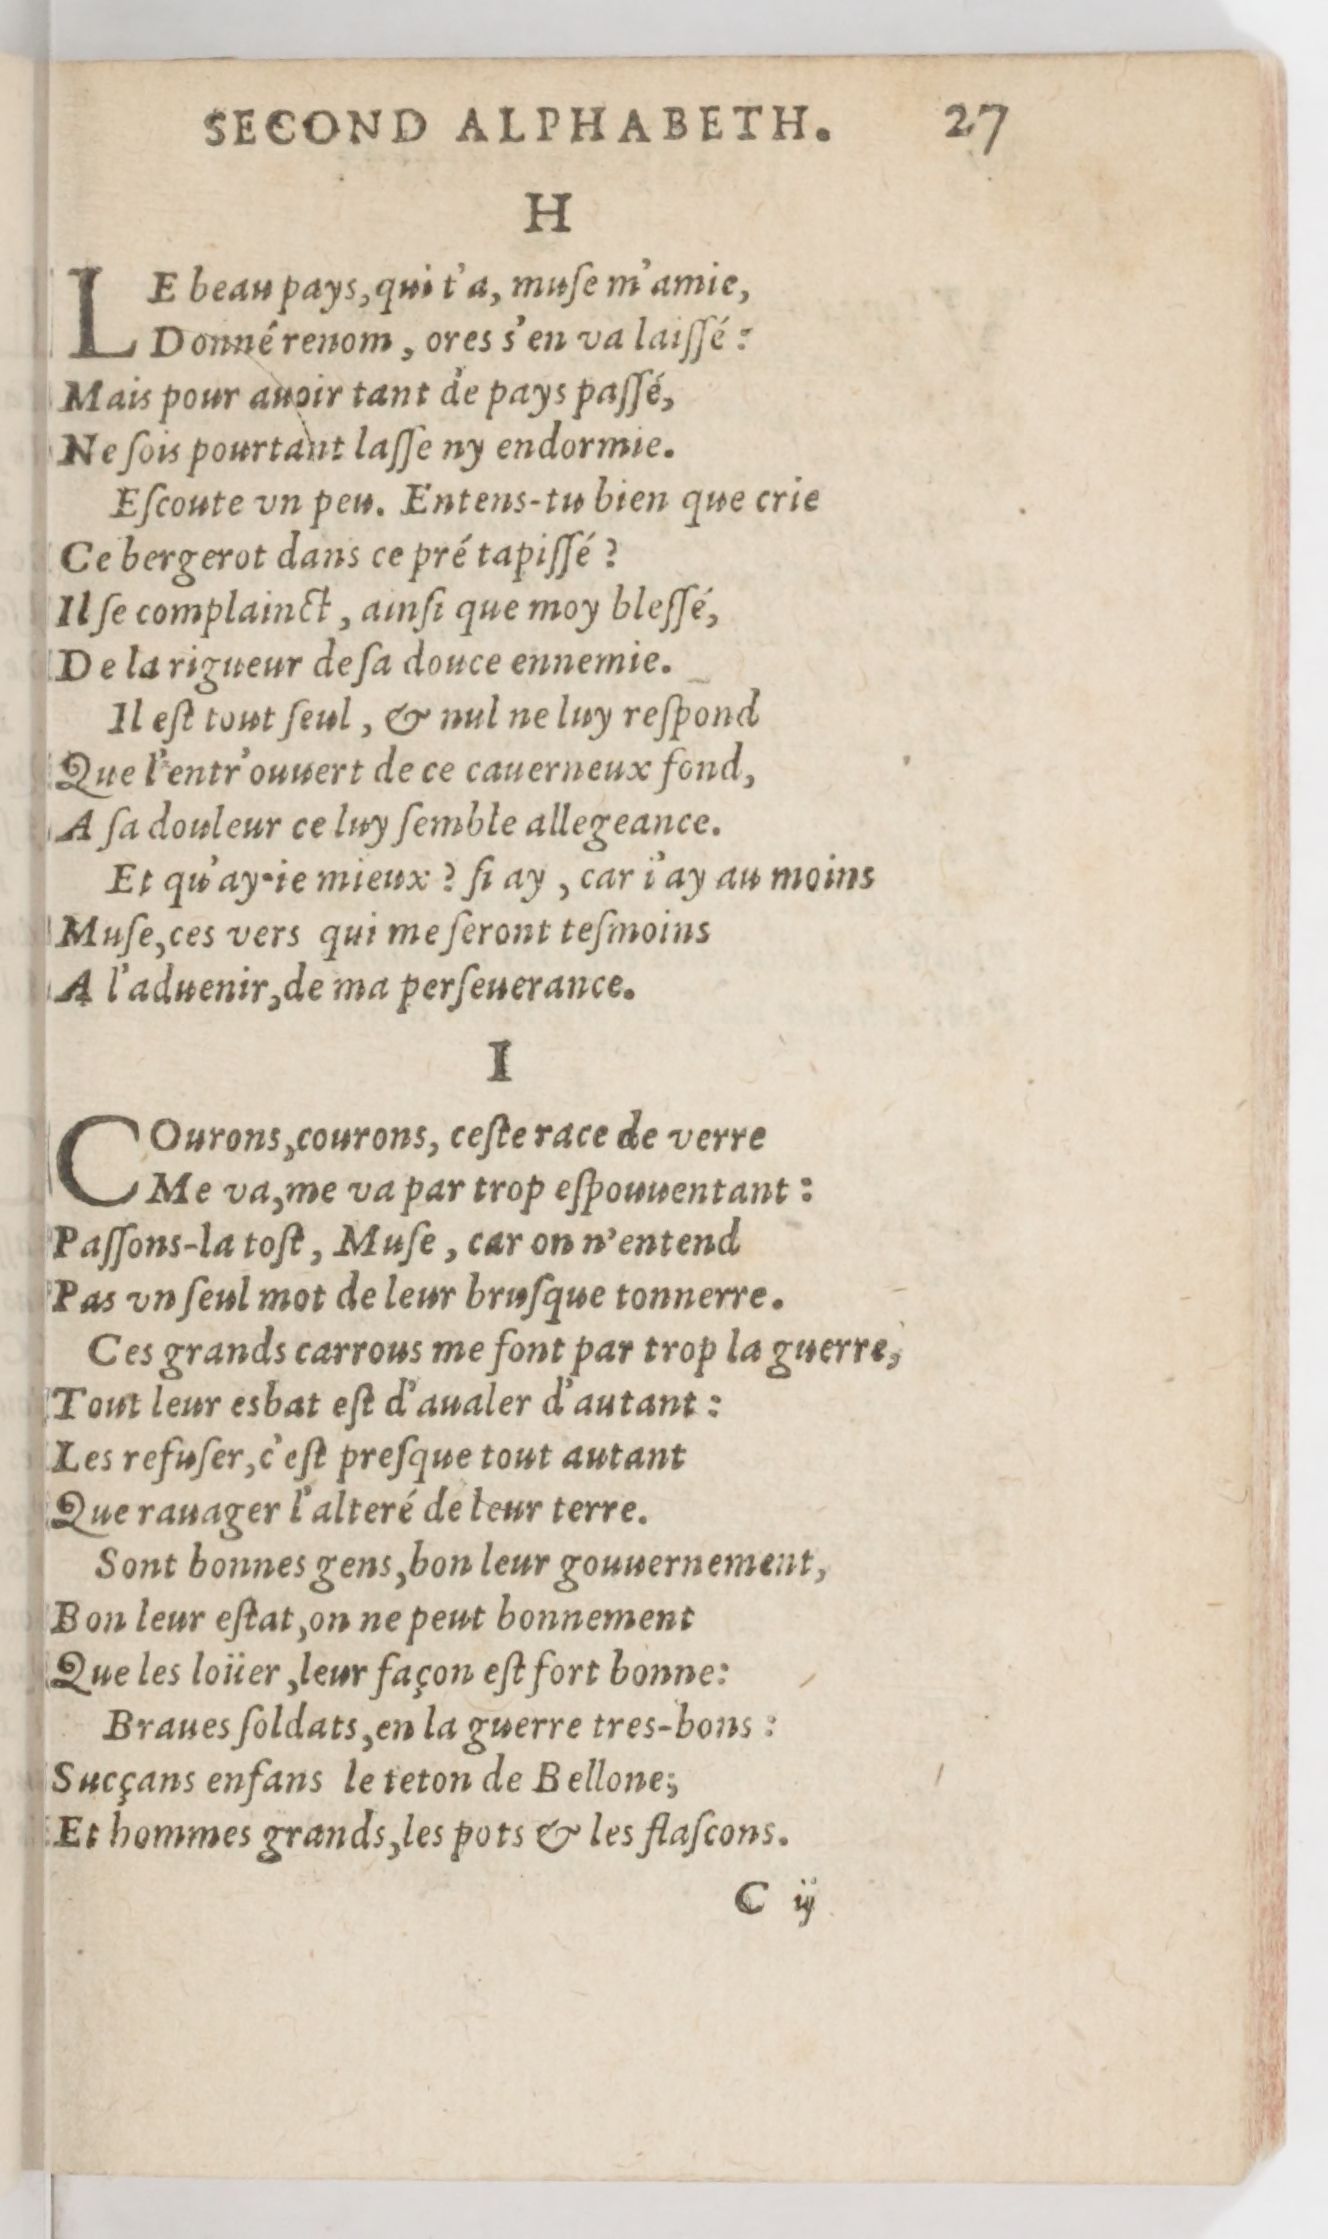 SECOND ALPHABETH. 27
H
LE beau pays, qui t'a, muſe m'amie,
Donné renom, ores s'en va laiſſé:
Mais pour auoir tant de pays paſſé,
Ne ſois pourtant laſſe ny endormie.
Eſcoute vn peu. Entens-tu bien que crie
Ce bergerot dans ce pré tapiſſé?
Il ſe complainct, ainſi que moy bleſſé,
De la rigueur de ſa douce ennemie.
Il eſt tout ſeul, & nul ne luy reſpond
Que l'entr'ouuert de ce cauerneux fond,
A ſa douleur ce luy ſemble allegeance.
Et qu'ay-ie mieux? ſi ay, car i'ay au moins
Muſe, ces vers qui me ſeront teſmoins
A l'aduenir, de ma perſeuerance.
I
COurons, courons, ceſte race de verre
Me va, me va par trop eſpouuentant:
Paſſons-la toſt, Muſe, car on n'entend
Pas vn ſeul mot de leur bruſque tonnerre.
Ces grands carrous me font par trop la guerre,
Tout leur esbat eſt d'aualer d'autant:
Les refuſer, c'eſt preſque tout autant
Que rauager l'alteré de leur terre.
Sont bonnes gens, bon leur gouuernement,
Bon leur eſtat, on ne peut bonnement
Que les loüer, leur façon eſt fort bonne:
Braues ſoldats, en la guerre tres-bons:
Sucçans enfans le teton de Bellone;
Et hommes grands, les pots & les flaſcons.
C ij